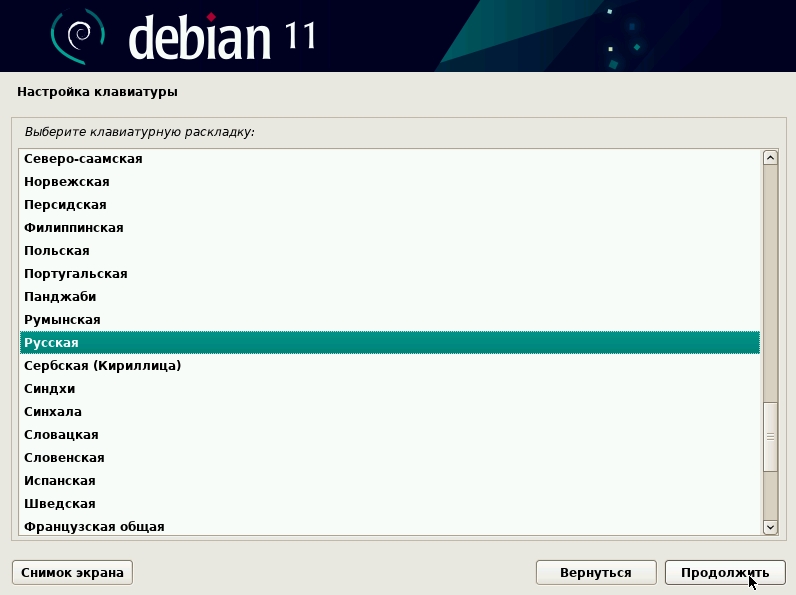 debian 11
Настройка клавиатуры
Выберите клавиатурную раскладку:
Северо-саамская
Норвежская
Персидская
Филиппинская
Польская
Португальская
Панджаби
Румынская
Русская
Сербская (Кириллица)
Синдхи
Синхала
Словацкая
Словенская
Испанская
Шведская
Французская общая
Снимок экрана
Вернуться
Продолжить